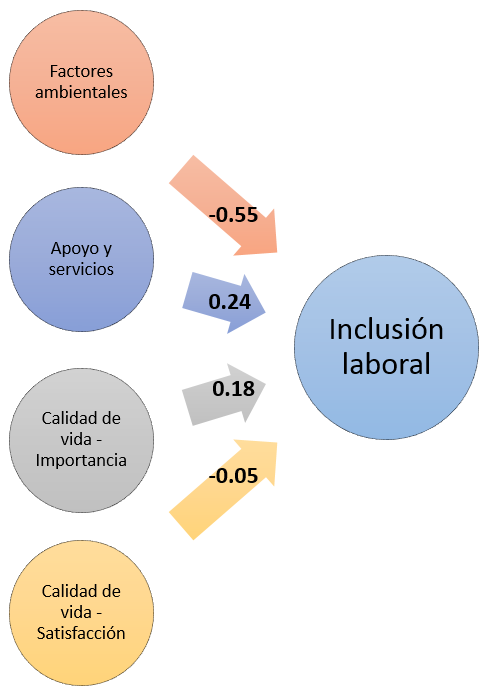 Factores
ambientales
-0.55
Apoyo y
servicios
0.24
Inclusión
laboral
Calidad de
vida -
Importancia
0.18
-0.05
Calidad de
vida -
Satisfacción